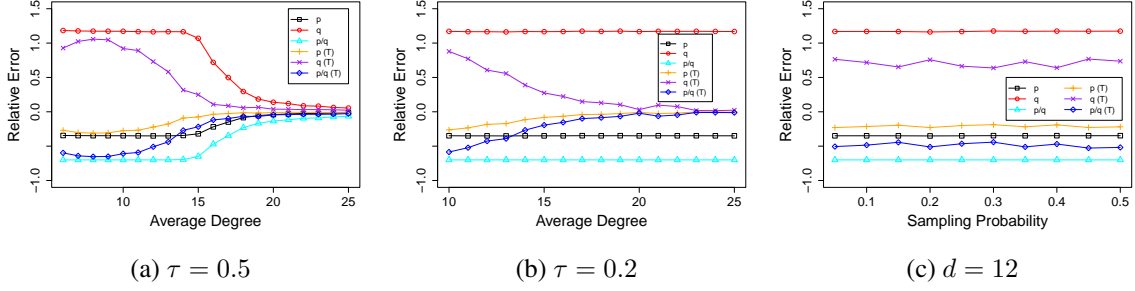 Relative Error
1.5
1.0
0.5
0.0
−1.0
p
q
p/q
p (T)
q (T)
p/q (T)
10
15
20
25
Average Degree
(a) τ = 0.5
Relative Error
1.5
1.0
0.5
0.0
−1.0
p
q
p/q
p (T)
q (T)
p/q (T)
10
15
20
25
Average Degree
(b) τ = 0.2
Relative Error
1.5
1.0
0.5
0.0
−1.0
p
q
p/q
p (T)
q (T)
p/q (T)
0.1
0.2
0.3
0.4
0.5
Sampling Probability
(c) d = 12